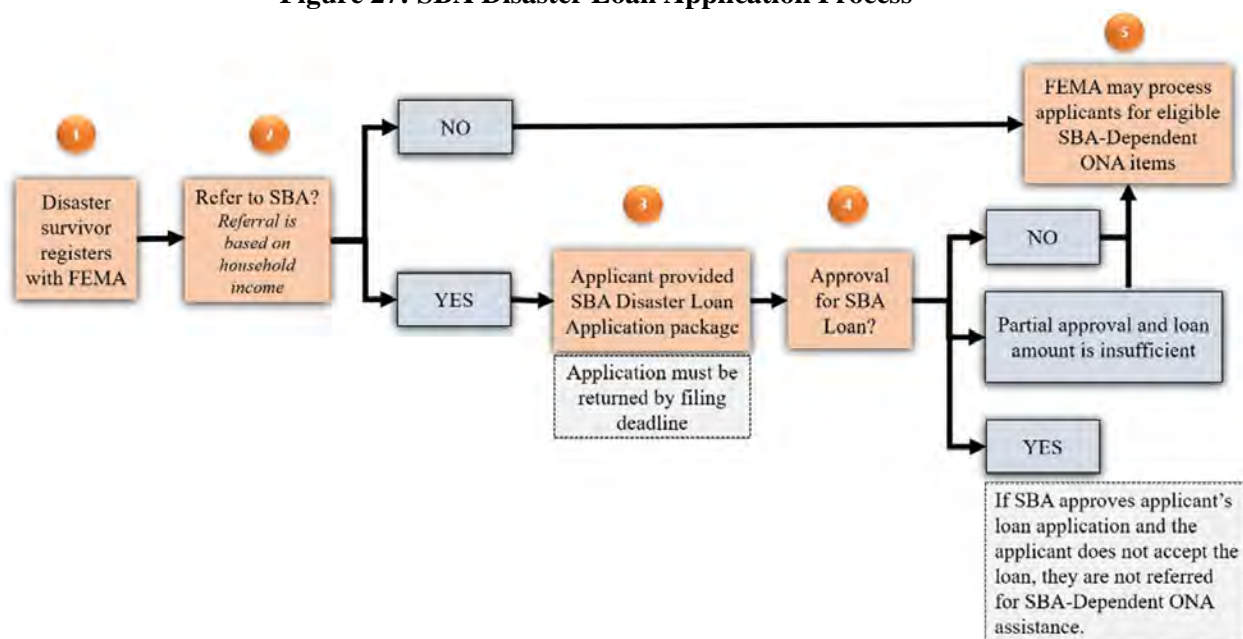 Figure 27. SBA Disaster Loan Application Process
1
Disaster
survivor
registers
with FEMA
2
Refer to SBA?
Referral is
based on
household
income
NO
YES
3
Applicant provided
SBA Disaster Loan
Application package
Application must be
returned by filing
deadline
4
Approval
for SBA
Loan?
NO
Partial approval and loan
amount is insufficient
YES
If SBA approves applicant’s
loan application and the
applicant does not accept the
loan, they are not referred
for SBA-Dependent ONA
assistance.
5
FEMA may process
applicants for eligible
SBA-Dependent
ONA items